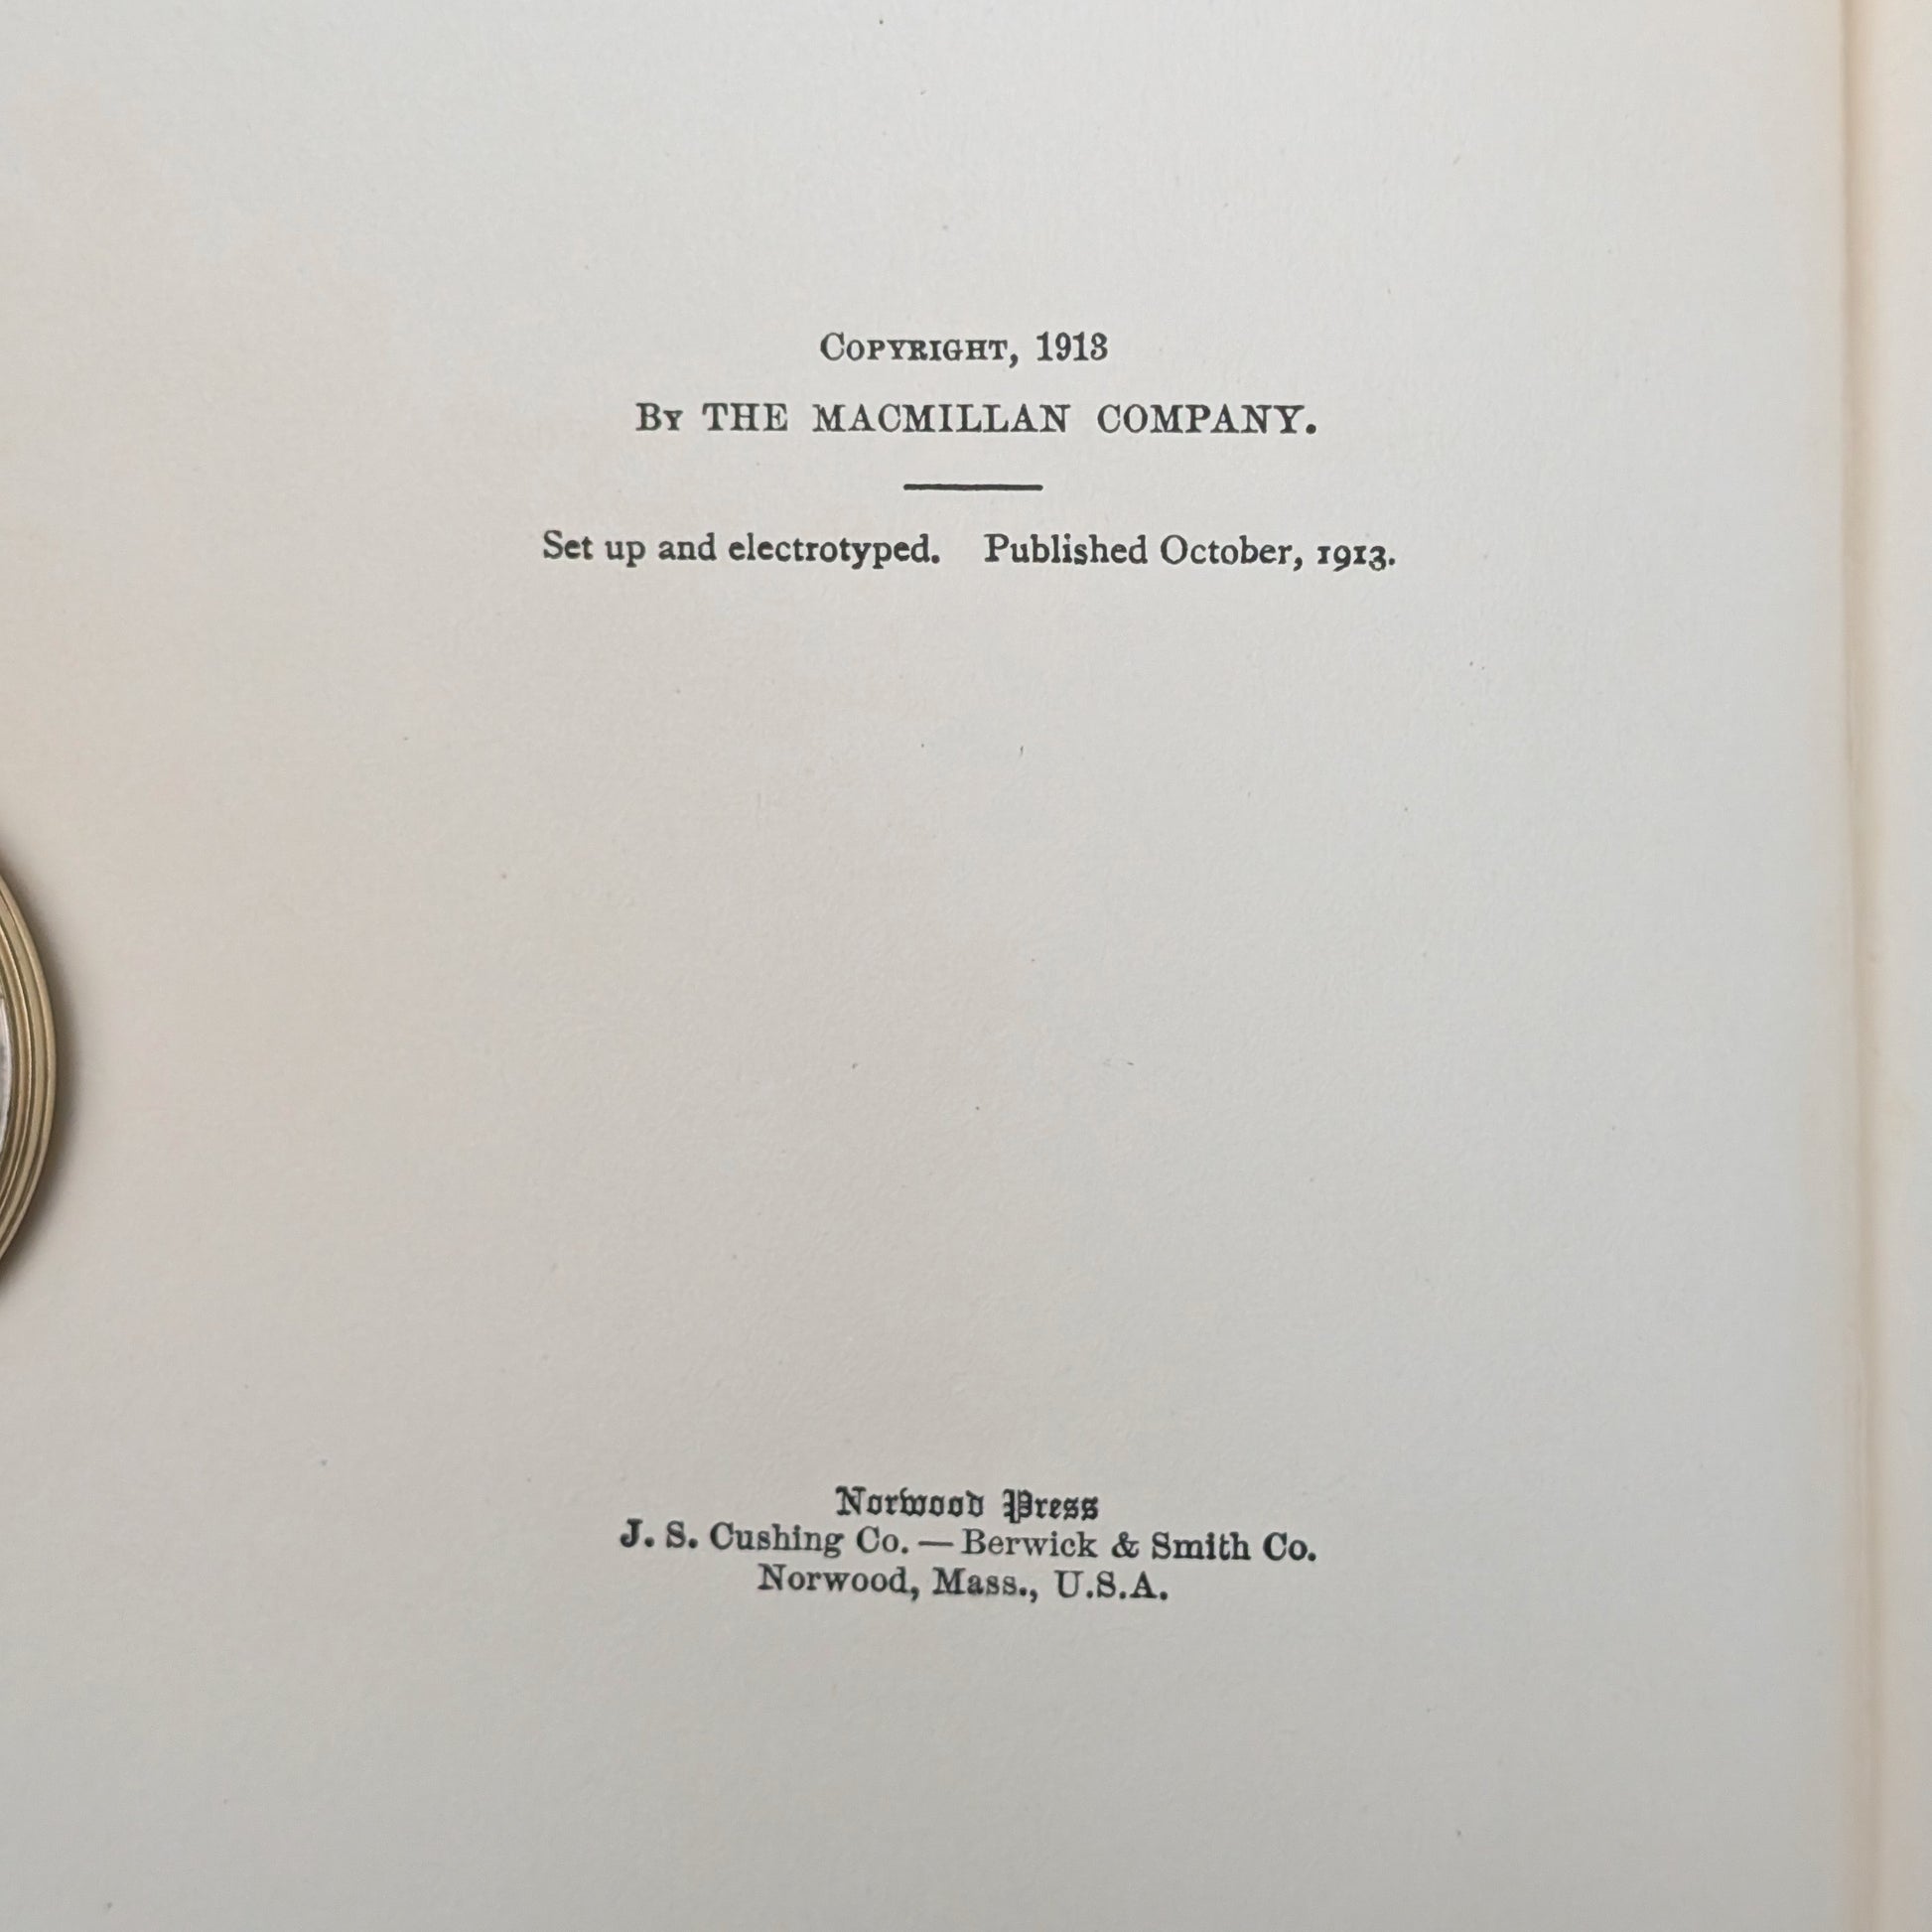 COPYRIGHT, 1913
BY THE MACMILLAN COMPANY.
Set up and electrotyped. Published October, 1913.
Norwood Press
J. S. Cushing Co. — Berwick & Smith Co.
Norwood, Mass., U.S.A.